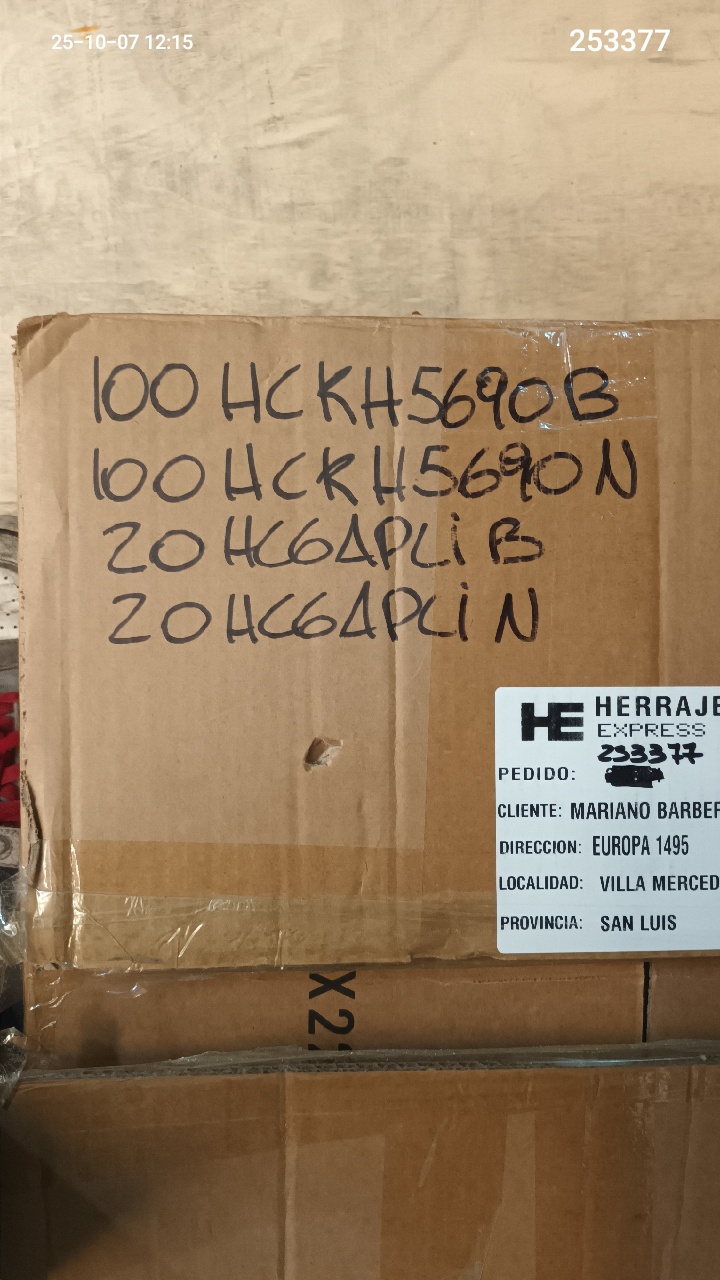 25-10-07 12:15
253377
100 HCKH5690B
100 HCKH5690N
20 HC6APLi B
20 HC6APLi N
HE HERRAJE
EXPRESS
253377
PEDIDO:
CLIENTE: MARIANO BARBER
DIRECCION: EUROPA 1495
LOCALIDAD: VILLA MERCED
PROVINCIA: SAN LUIS
X 2